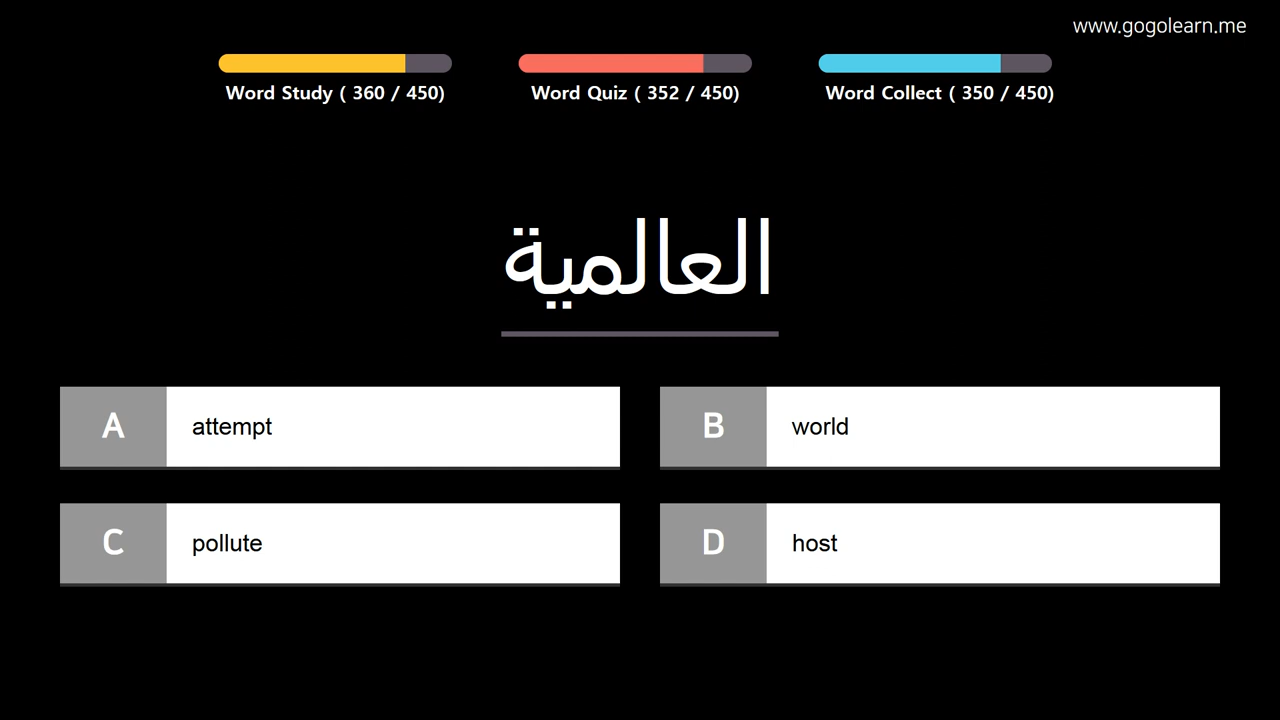 www.gogolearn.me
Word Study ( 360 / 450)
Word Quiz ( 352 / 450)
Word Collect ( 350 / 450)
العالمية
A attempt
B world
C pollute
D host